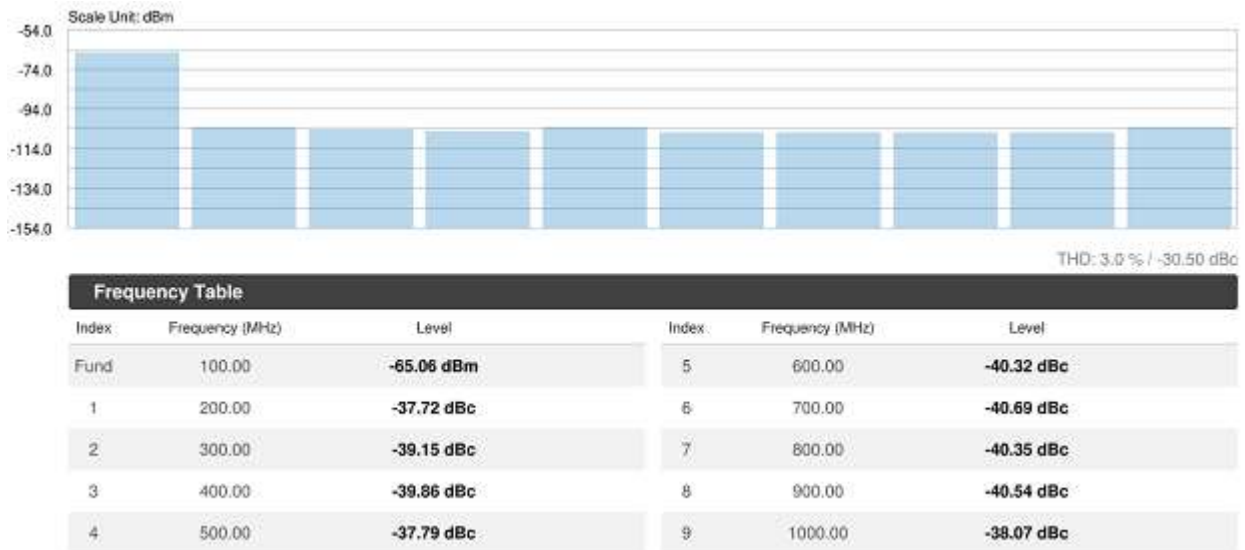 Scale Unit: dBm
-54.0
-74.0
-94.0
-114.0
-134.0
-154.0
THD: 3.0 % / -30.50 dBc
Frequency Table
Index Frequency (MHz) Level Index Frequency (MHz) Level
Fund 100.00 -65.06 dBm 5 600.00 -40.32 dBc
1 200.00 -37.72 dBc 6 700.00 -40.69 dBc
2 300.00 -39.15 dBc 7 800.00 -40.35 dBc
3 400.00 -39.86 dBc 8 900.00 -40.54 dBc
4 500.00 -37.79 dBc 9 1000.00 -38.07 dBc